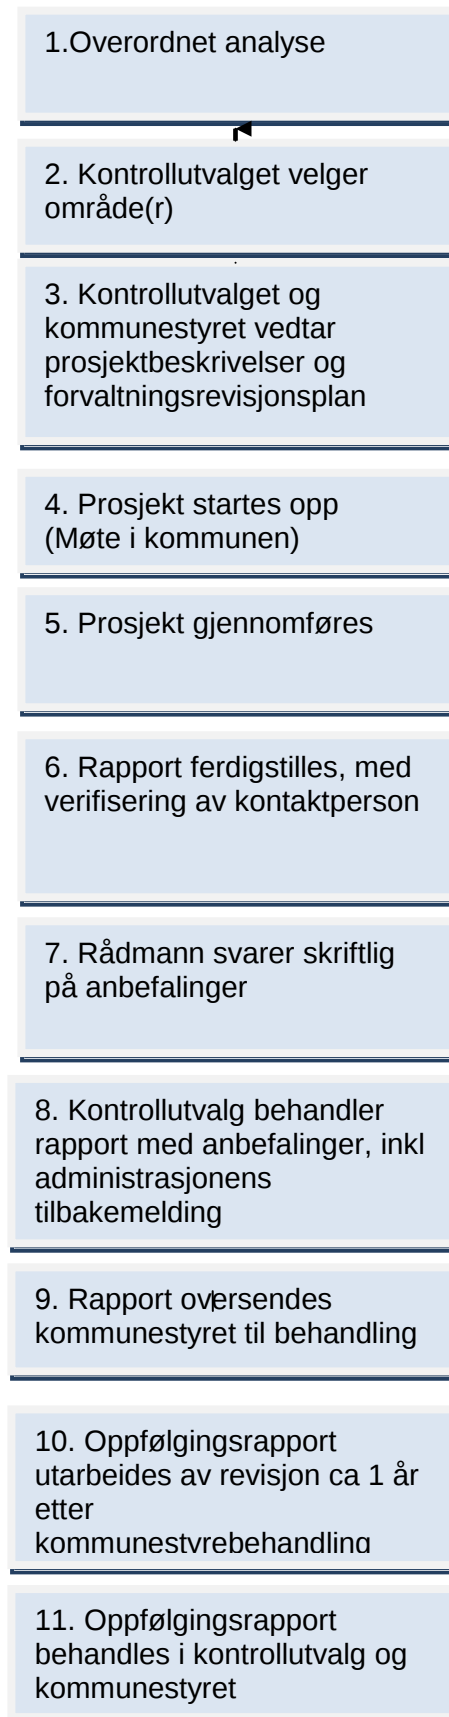 1.Overordnet analyse
2. Kontrollutvalget velger
område(r)
3. Kontrollutvalget og
kommunestyret vedtar
prosjektbeskrivelser og
forvaltningsrevisjonsplan
4. Prosjekt startes opp
(Møte i kommunen)
5. Prosjekt gjennomføres
6. Rapport ferdigstilles, med
verifisering av kontaktperson
7. Rådmann svarer skriftlig
på anbefalinger
8. Kontrollutvalg behandler
rapport med anbefalinger, inkl
administrasjonens
tilbakemelding
9. Rapport oversendes
kommunestyret til behandling
10. Oppfølgingsrapport
utarbeides av revisjon ca 1 år
etter
kommunestyrebehandling
11. Oppfølgingsrapport
behandles i kontrollutvalg og
kommunestyret